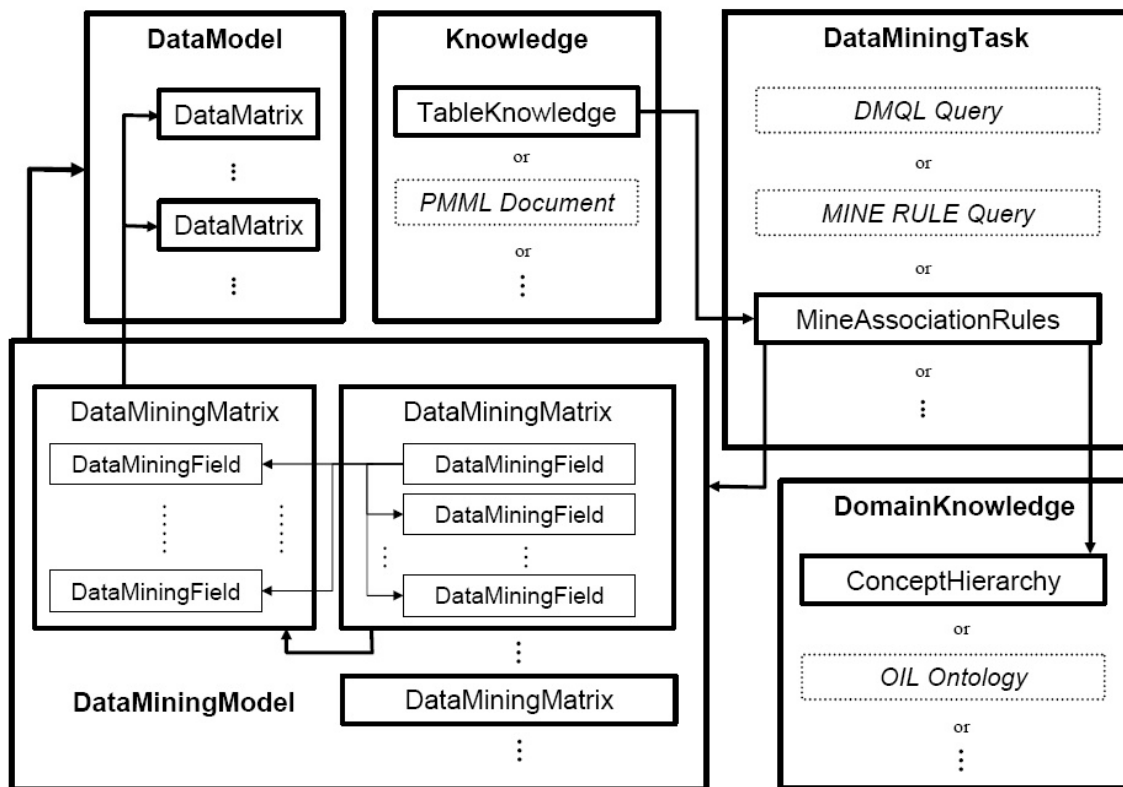 DataModel
DataMatrix
DataMatrix
Knowledge
TableKnowledge
or
PMML Document
or
DataMiningTask
DMQL Query
or
MINE RULE Query
or
MineAssociationRules
or
DataMiningMatrix
DataMiningField
DataMiningField
DataMiningMatrix
DataMiningField
DataMiningField
DataMiningField
DataMiningModel
DataMiningMatrix
DomainKnowledge
ConceptHierarchy
or
OIL Ontology
or